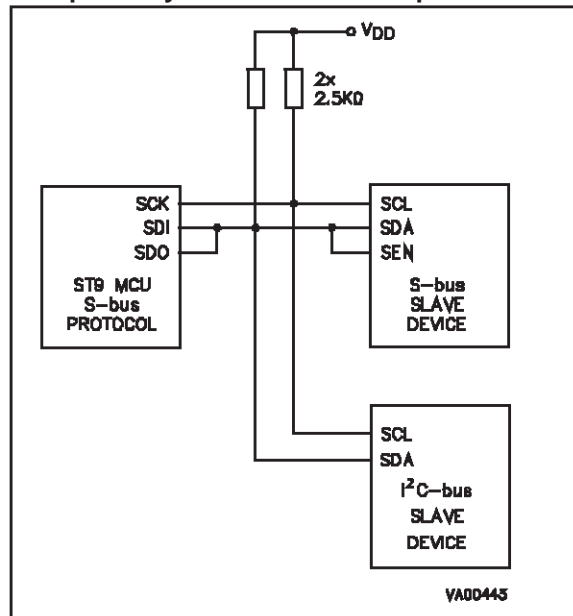 VDD
2x
2.5KΩ
SCK
SDI
SDO
ST9 MCU
S-bus
PROTOCOL
SCL
SDA
SEN
S-bus
SLAVE
DEVICE
SCL
SDA
I²C-bus
SLAVE
DEVICE
VA00443